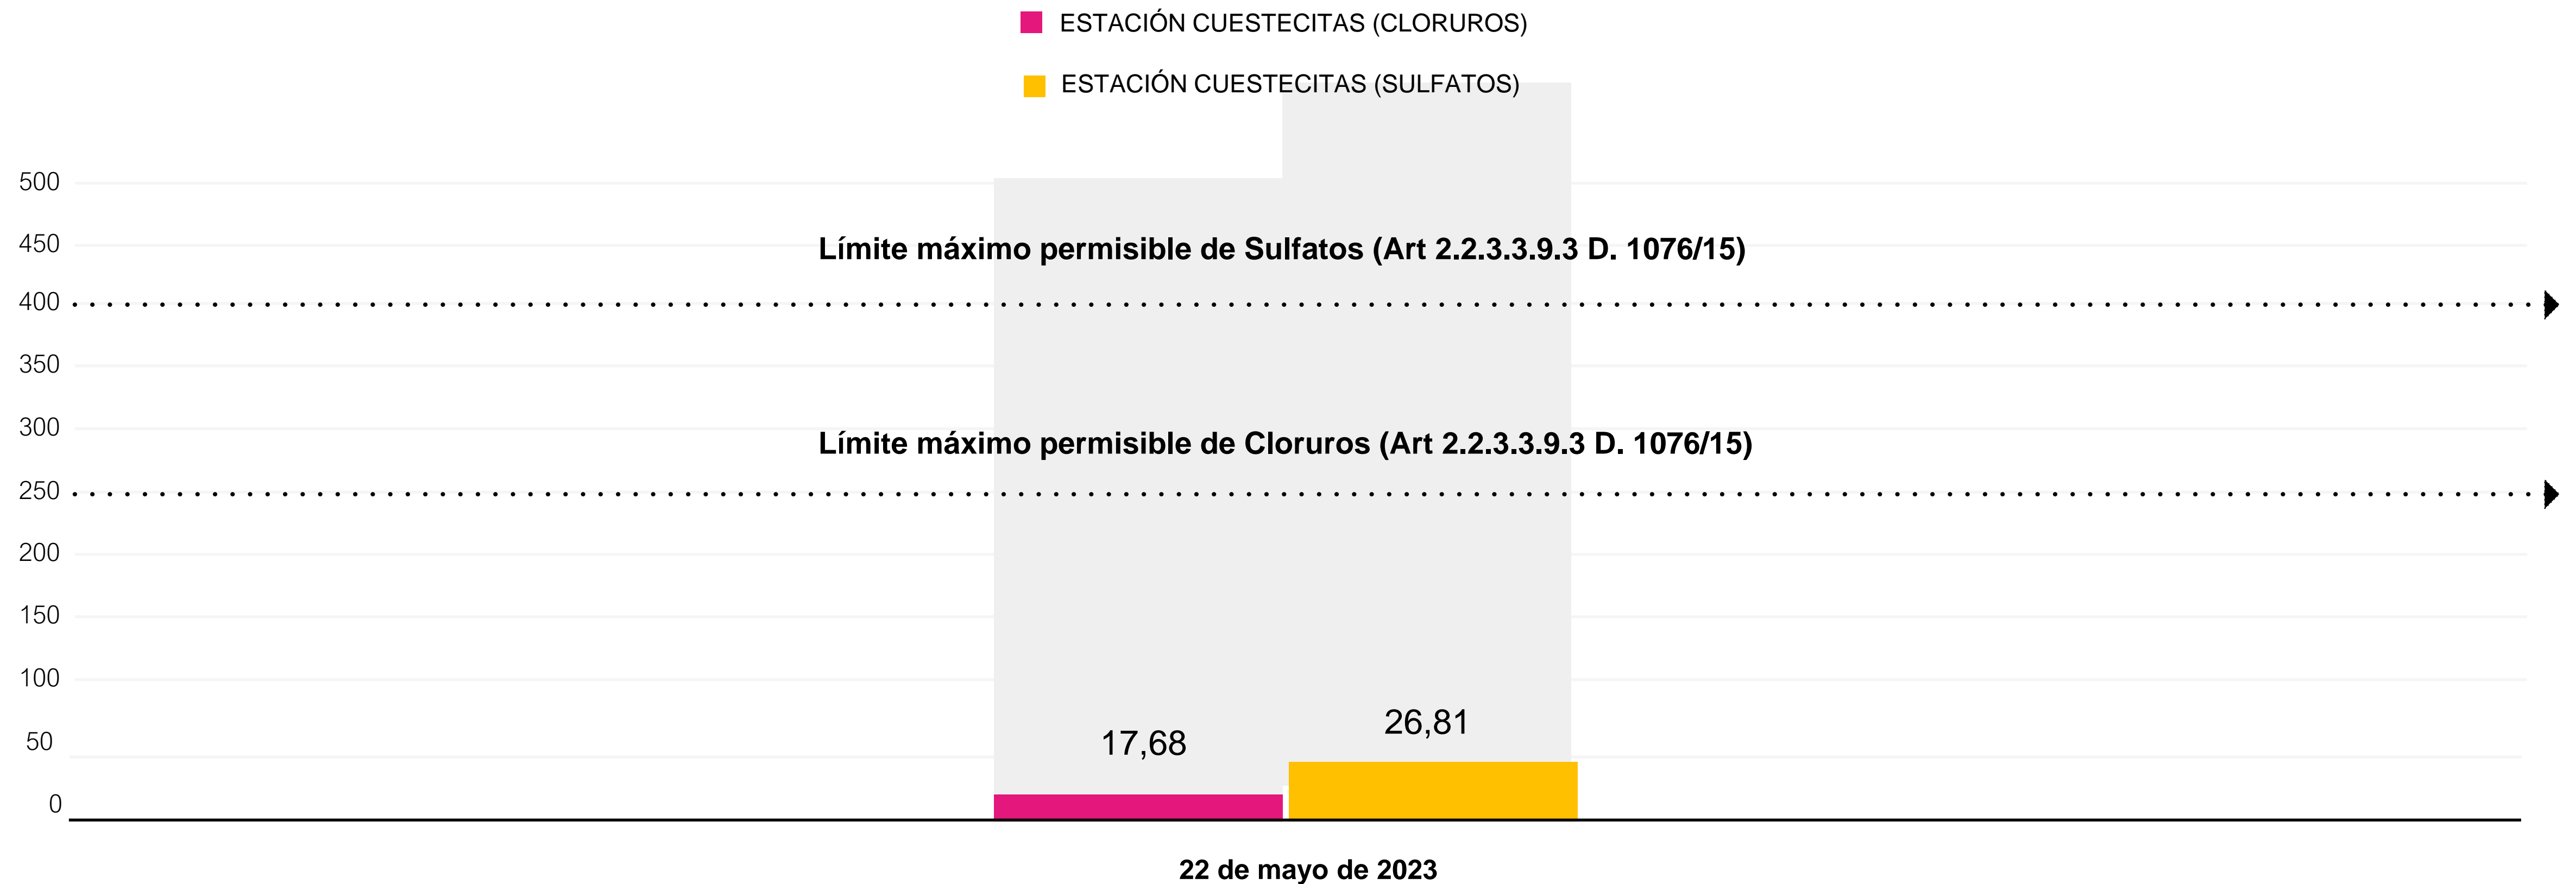 ESTACIÓN CUESTECITAS (CLORUROS)
ESTACIÓN CUESTECITAS (SULFATOS)
500
450
Límite máximo permisible de Sulfatos (Art 2.2.3.3.9.3 D. 1076/15)
400
350
300
Límite máximo permisible de Cloruros (Art 2.2.3.3.9.3 D. 1076/15)
250
200
150
100
26,81
17,68
50
0
22 de mayo de 2023